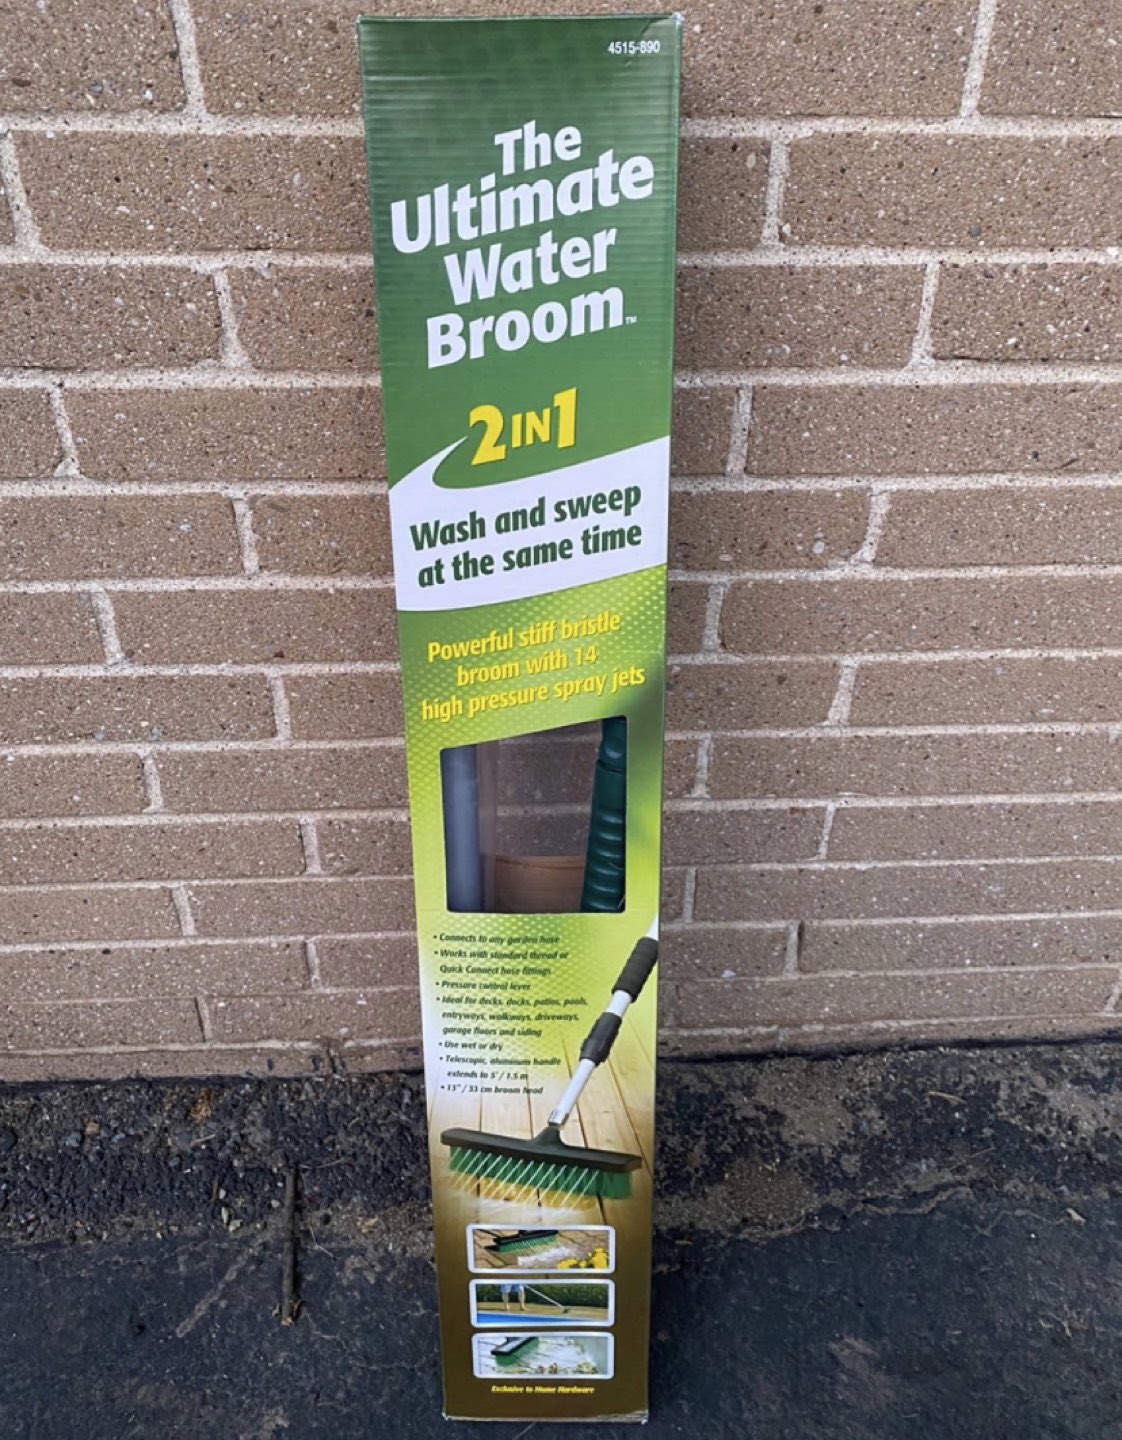 4515-890
The
Ultimate
Water
Broom™
2 IN 1
Wash and sweep
at the same time
Powerful stiff bristle
broom with 14
high pressure spray jets
• Connects to any garden hose
• Works with standard thread or
Quick Connect hose fittings
• Pressure control lever
• Ideal for decks, docks, patios, pools,
entryways, walkways, driveways,
garage floors and siding
• Use wet or dry
• Telescopic, aluminum handle
extends to 5' / 1.5 m
• 13" / 33 cm broom head
Exclusive to Home Hardware